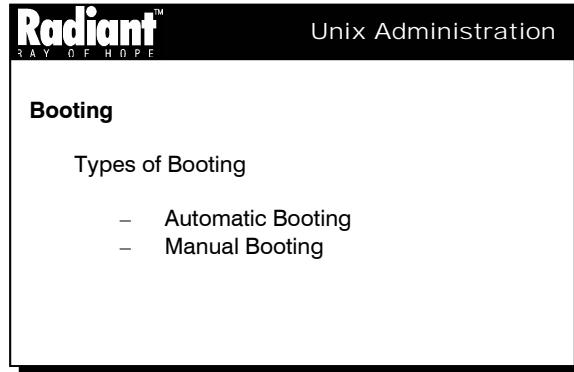 Radiant™
RAY OF HOPE
Unix Administration
Booting
Types of Booting
– Automatic Booting
– Manual Booting